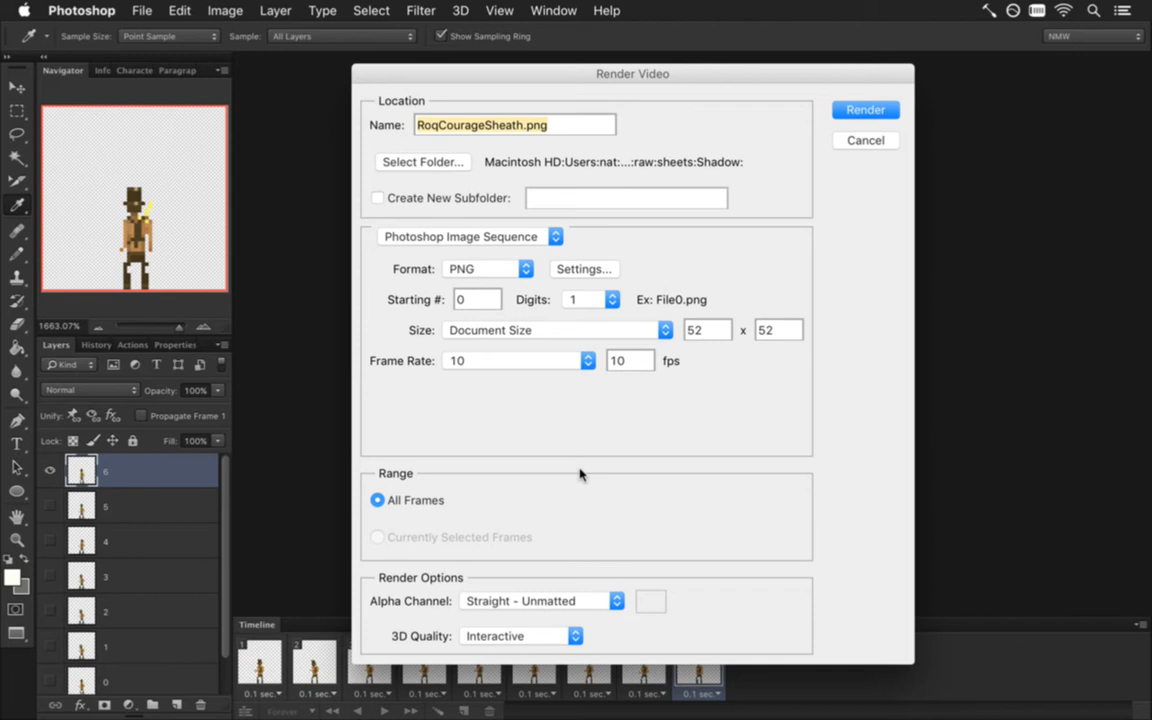 Photoshop File Edit Image Layer Type Select Filter 3D View Window Help
Sample Size: Point Sample Sample: All Layers Show Sampling Ring NMW
Navigator Info Characte Paragrap
Render Video
Location
Name: RoqCourageSheath.png
Render
Cancel
Select Folder... Macintosh HD:Users:nat:...:raw:sheets:Shadow:
Create New Subfolder:
Photoshop Image Sequence
Format: PNG Settings...
Starting #: 0 Digits: 1 Ex: File0.png
Size: Document Size 52 x 52
Frame Rate: 10 10 fps
Range
All Frames
Currently Selected Frames
Render Options
Alpha Channel: Straight - Unmatted
3D Quality: Interactive
1663.07%
Layers History Actions Properties
Kind
Normal Opacity: 100%
Unify: Propagate Frame 1
Lock: Fill: 100%
6
5
4
3
2
1
0
Timeline
1 2
0.1 sec. 0.1 sec. 0.1 sec. 0.1 sec. 0.1 sec. 0.1 sec. 0.1 sec. 0.1 sec. 0.1 sec.
Forever